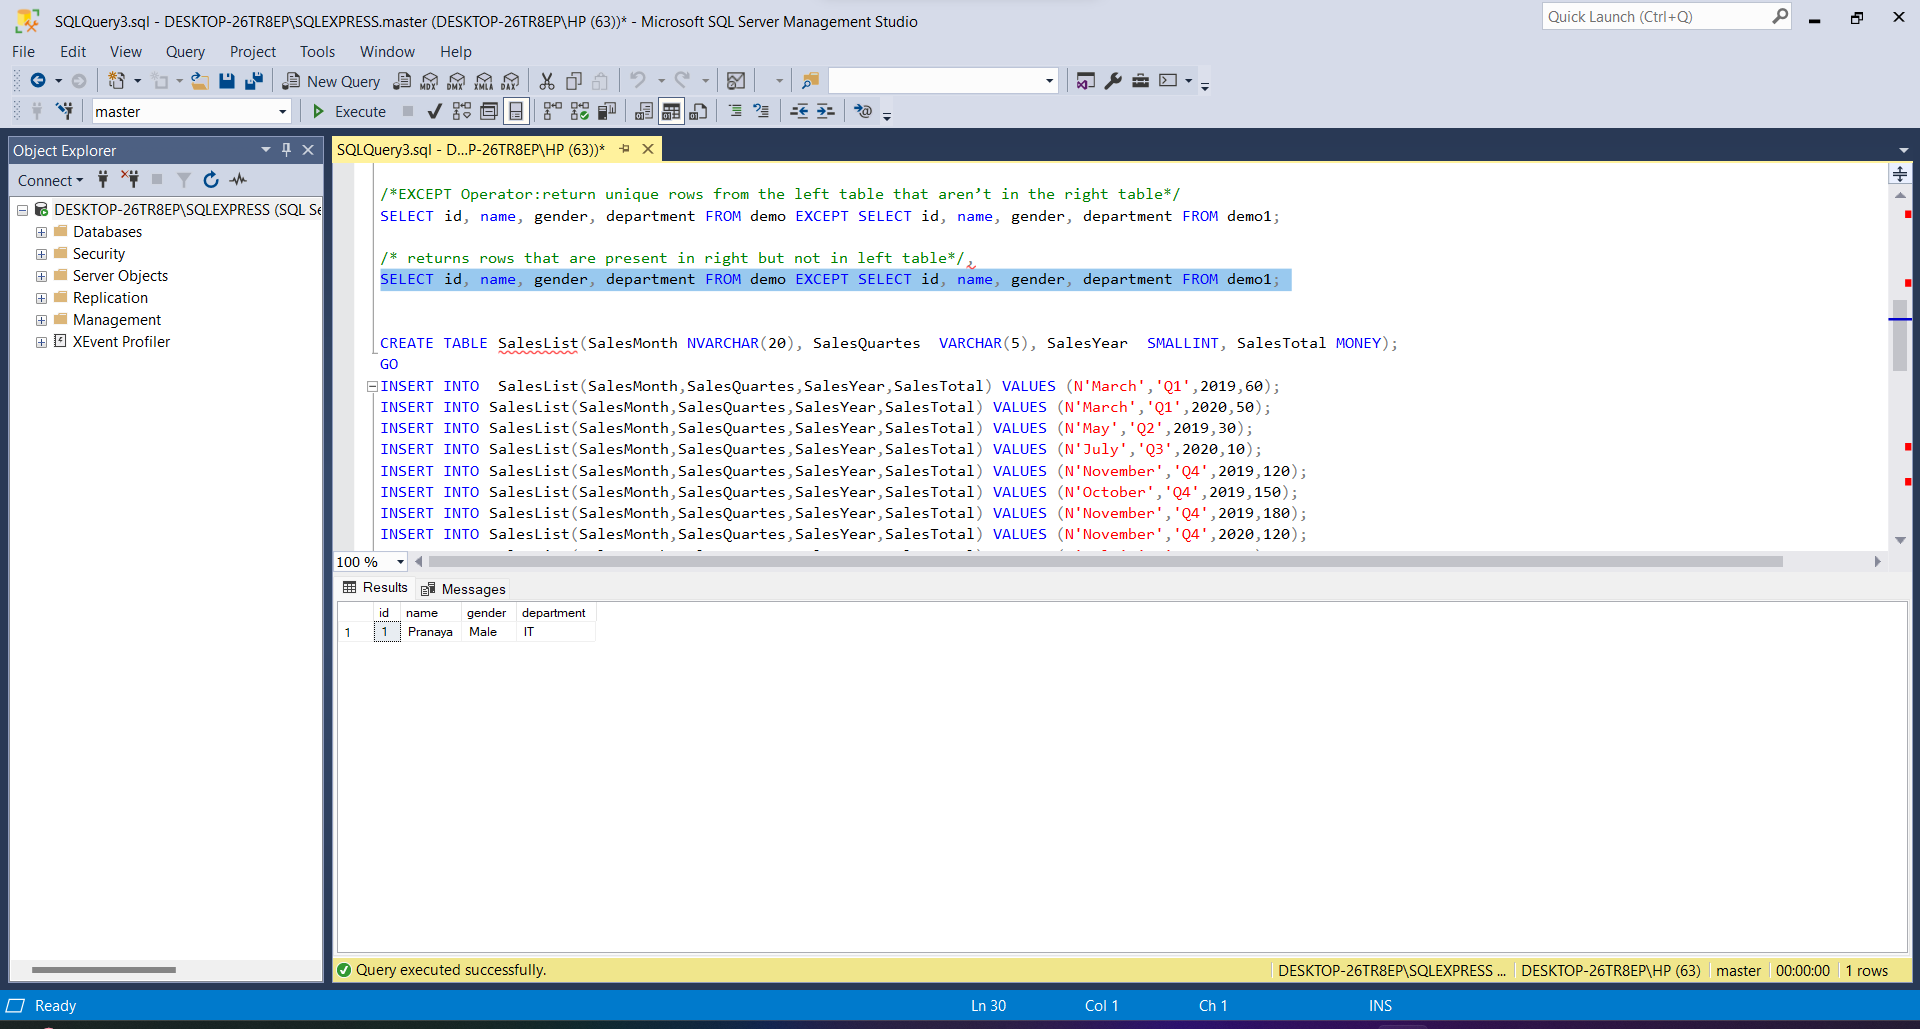 SQLQuery3.sql - DESKTOP-26TR8EP\SQLEXPRESS.master (DESKTOP-26TR8EP\HP (63))* - Microsoft SQL Server Management Studio
Quick Launch (Ctrl+Q)
File Edit View Query Project Tools Window Help
New Query MDX DMX XMLA DAX
master Execute
Object Explorer
Connect
DESKTOP-26TR8EP\SQLEXPRESS (SQL Se
Databases
Security
Server Objects
Replication
Management
XEvent Profiler
SQLQuery3.sql - D...P-26TR8EP\HP (63))*
/*EXCEPT Operator:return unique rows from the left table that aren’t in the right table*/
SELECT id, name, gender, department FROM demo EXCEPT SELECT id, name, gender, department FROM demo1;
/* returns rows that are present in right but not in left table*/,
SELECT id, name, gender, department FROM demo EXCEPT SELECT id, name, gender, department FROM demo1;
CREATE TABLE SalesList(SalesMonth NVARCHAR(20), SalesQuartes  VARCHAR(5), SalesYear  SMALLINT, SalesTotal MONEY);
GO
INSERT INTO  SalesList(SalesMonth,SalesQuartes,SalesYear,SalesTotal) VALUES (N'March','Q1',2019,60);
INSERT INTO SalesList(SalesMonth,SalesQuartes,SalesYear,SalesTotal) VALUES (N'March','Q1',2020,50);
INSERT INTO SalesList(SalesMonth,SalesQuartes,SalesYear,SalesTotal) VALUES (N'May','Q2',2019,30);
INSERT INTO SalesList(SalesMonth,SalesQuartes,SalesYear,SalesTotal) VALUES (N'July','Q3',2020,10);
INSERT INTO SalesList(SalesMonth,SalesQuartes,SalesYear,SalesTotal) VALUES (N'November','Q4',2019,120);
INSERT INTO SalesList(SalesMonth,SalesQuartes,SalesYear,SalesTotal) VALUES (N'October','Q4',2019,150);
INSERT INTO SalesList(SalesMonth,SalesQuartes,SalesYear,SalesTotal) VALUES (N'November','Q4',2019,180);
INSERT INTO SalesList(SalesMonth,SalesQuartes,SalesYear,SalesTotal) VALUES (N'November','Q4',2020,120);
100 %
Results Messages
id name gender department
1 1 Pranaya Male IT
Query executed successfully. DESKTOP-26TR8EP\SQLEXPRESS ... DESKTOP-26TR8EP\HP (63) master 00:00:00 1 rows
Ready Ln 30 Col 1 Ch 1 INS